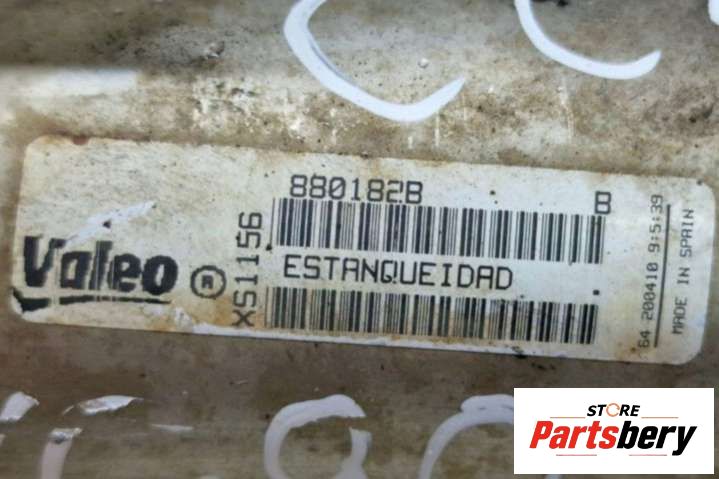 880182B B
Valeo ® XS1156
ESTANQUEIDAD
64 200410 9:5:39
MADE IN SPAIN
STORE
Partsbery